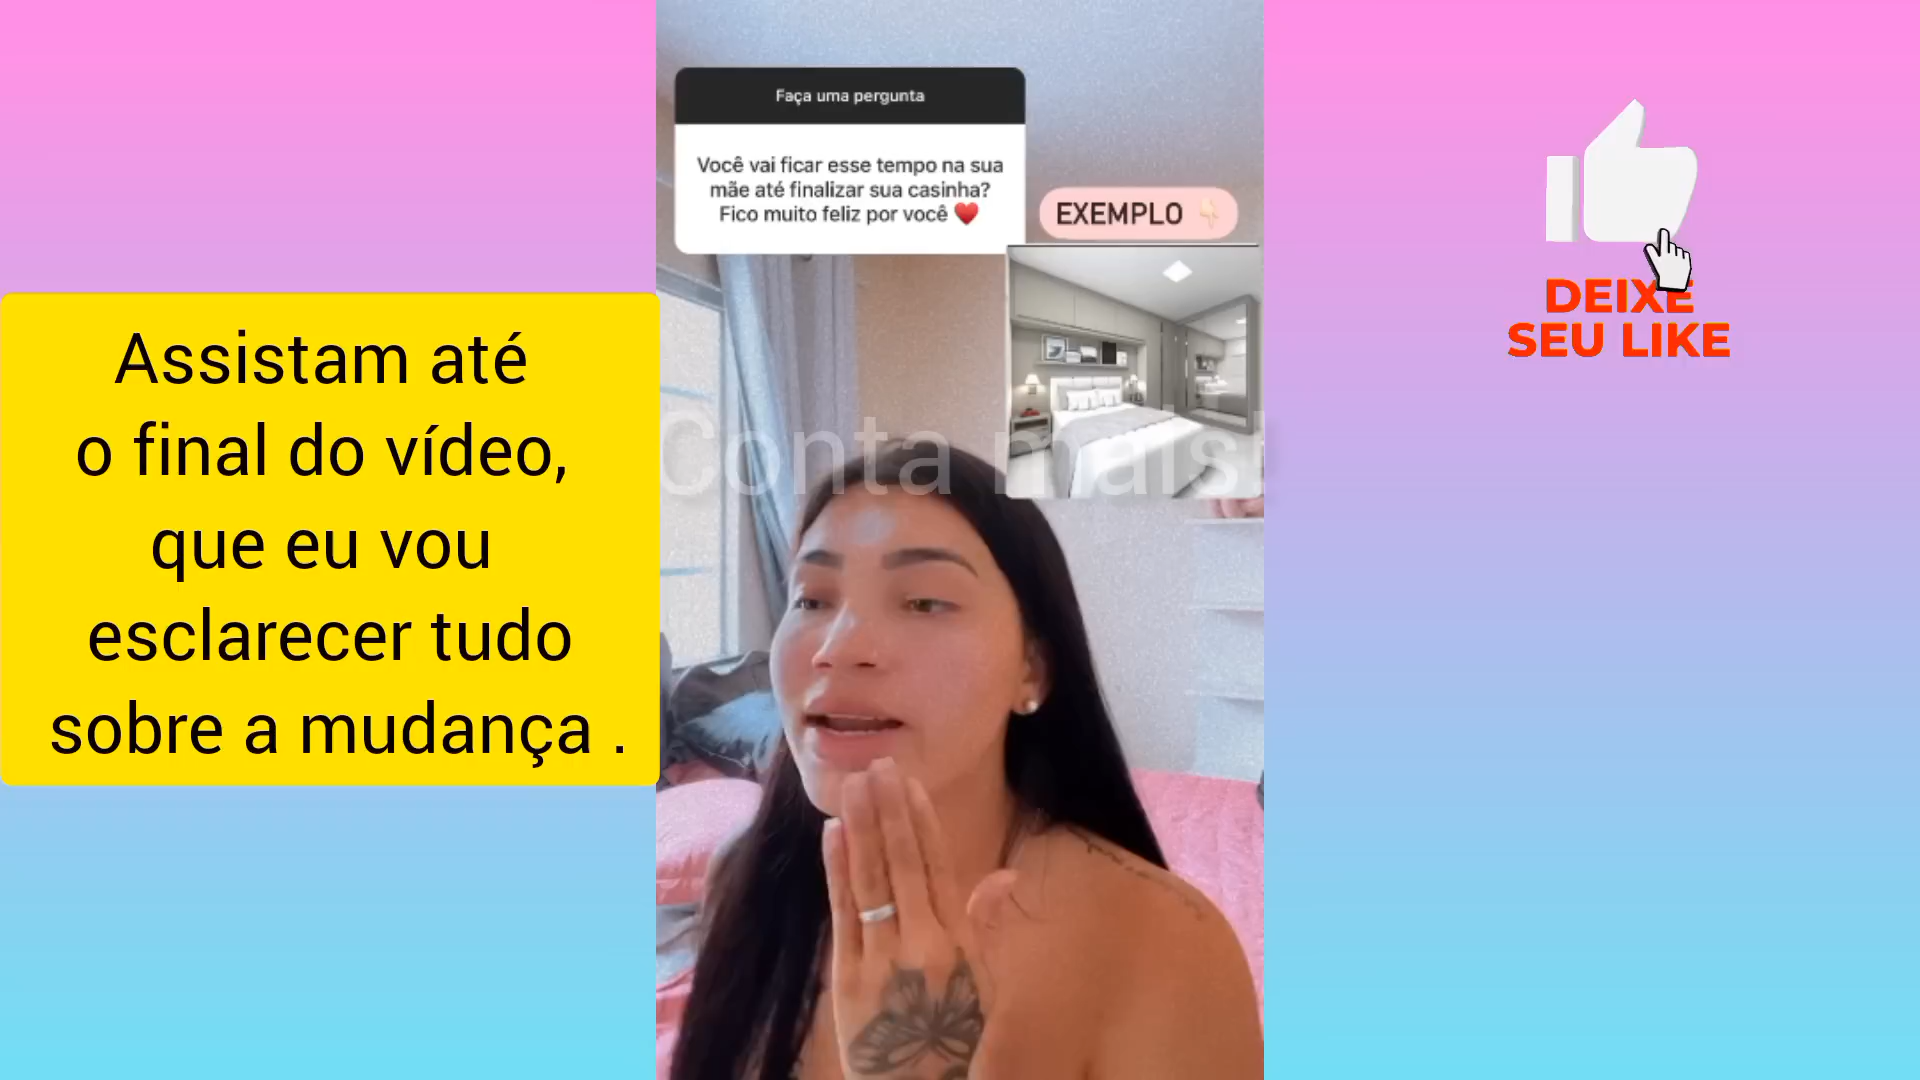 Faça uma pergunta
Você vai ficar esse tempo na sua
mãe até finalizar sua casinha?
Fico muito feliz por você ❤️
EXEMPLO 👇🏻
Conta mais!
Assistam até
o final do vídeo,
que eu vou
esclarecer tudo
sobre a mudança .
DEIXE
SEU LIKE